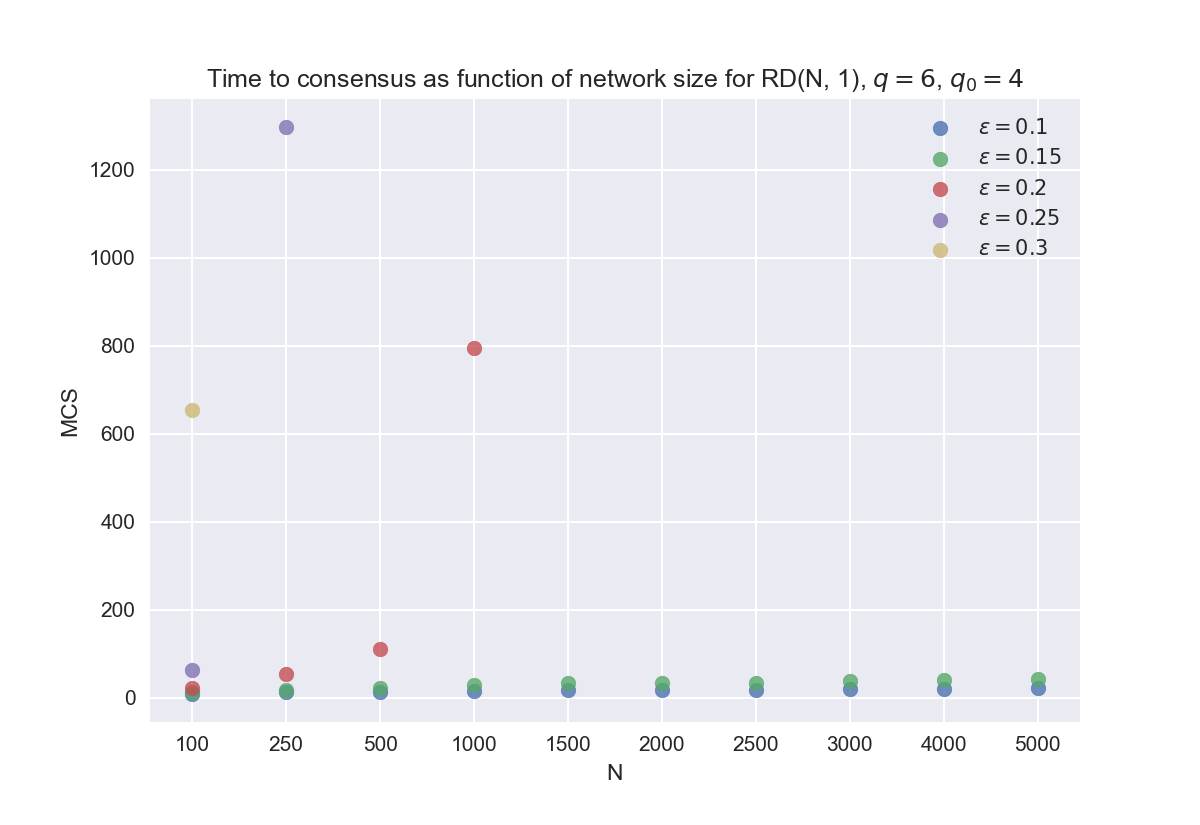 Time to consensus as function of network size for RD(N, 1), q = 6, q₀ = 4
ε = 0.1
ε = 0.15
ε = 0.2
ε = 0.25
ε = 0.3
1200
1000
800
600
400
200
0
MCS
100 250 500 1000 1500 2000 2500 3000 4000 5000
N